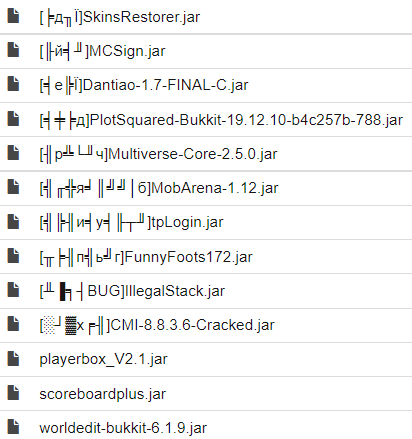 [╞д╖Ї]SkinsRestorer.jar
[╟й╡╜]MCSign.jar
[╡е╠Ї]Dantiao-1.7-FINAL-C.jar
[╡╪╞д]PlotSquared-Bukkit-19.12.10-b4c257b-788.jar
[╢р╩└╜ч]Multiverse-Core-2.5.0.jar
[╣╓╬я╛║╝╝│б]MobArena-1.12.jar
[╣╠╢и╡у╡╟┬╜]tpLogin.jar
[╥╞╢п╣ь╝г]FunnyFoots172.jar
[╨▐╕┤BUG]IllegalStack.jar
[░┘▓х╒╢]CMI-8.8.3.6-Cracked.jar
playerbox_V2.1.jar
scoreboardplus.jar
worldedit-bukkit-6.1.9.jar